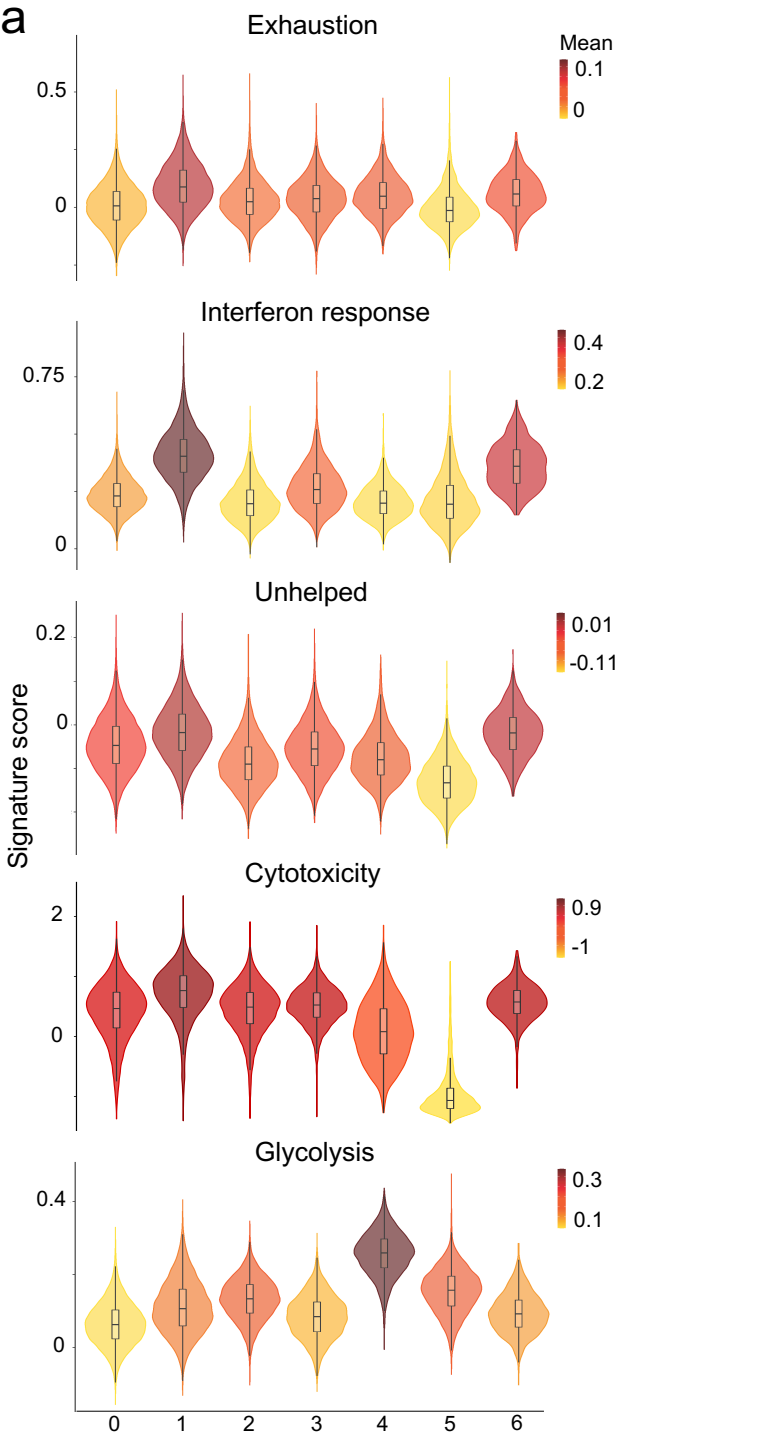 a
Exhaustion
Mean
0.1
0
0.5
0
Interferon response
0.4
0.2
0.75
0
Unhelped
0.01
-0.11
0.2
0
Signature score
Cytotoxicity
0.9
-1
2
0
Glycolysis
0.3
0.1
0.4
0
0 1 2 3 4 5 6